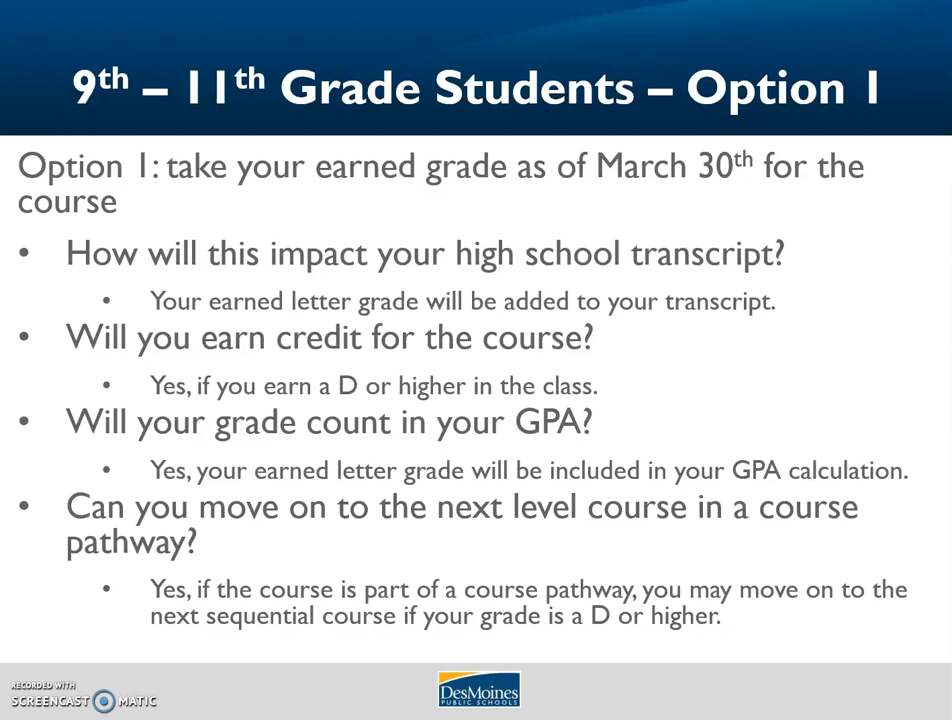 9th – 11th Grade Students – Option 1
Option 1: take your earned grade as of March 30th for the
course
• How will this impact your high school transcript?
• Your earned letter grade will be added to your transcript.
• Will you earn credit for the course?
• Yes, if you earn a D or higher in the class.
• Will your grade count in your GPA?
• Yes, your earned letter grade will be included in your GPA calculation.
• Can you move on to the next level course in a course
pathway?
• Yes, if the course is part of a course pathway, you may move on to the
next sequential course if your grade is a D or higher.
RECORDED WITH
SCREENCAST MATIC
DesMoines
PUBLIC SCHOOLS